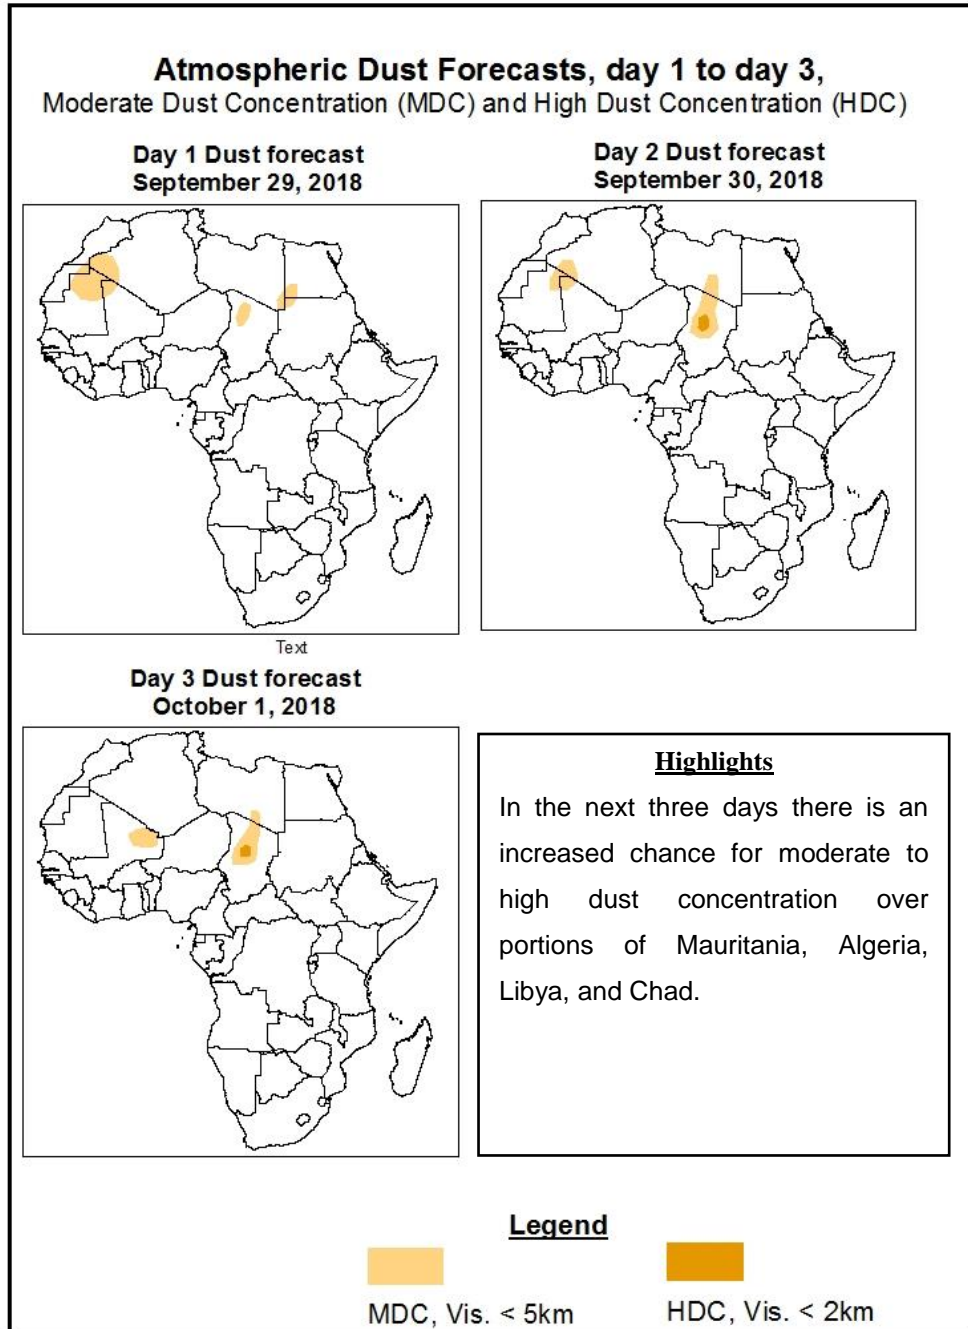 Atmospheric Dust Forecasts, day 1 to day 3,
Moderate Dust Concentration (MDC) and High Dust Concentration (HDC)
Day 1 Dust forecast
September 29, 2018
Day 2 Dust forecast
September 30, 2018
Text
Day 3 Dust forecast
October 1, 2018
Highlights
In the next three days there is an
increased chance for moderate to
high dust concentration over
portions of Mauritania, Algeria,
Libya, and Chad.
Legend
MDC, Vis. < 5km
HDC, Vis. < 2km